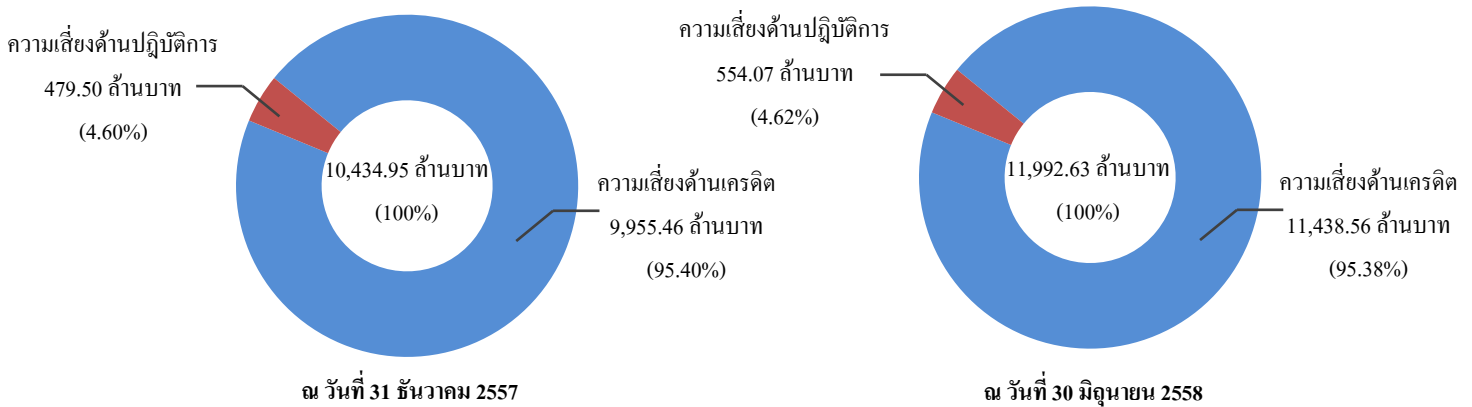 ความเสี่ยงด้านปฏิบัติการ
479.50 ล้านบาท
(4.60%)
10,434.95 ล้านบาท
(100%)
ความเสี่ยงด้านเครดิต
9,955.46 ล้านบาท
(95.40%)
ณ วันที่ 31 ธันวาคม 2557
ความเสี่ยงด้านปฏิบัติการ
554.07 ล้านบาท
(4.62%)
11,992.63 ล้านบาท
(100%)
ความเสี่ยงด้านเครดิต
11,438.56 ล้านบาท
(95.38%)
ณ วันที่ 30 มิถุนายน 2558